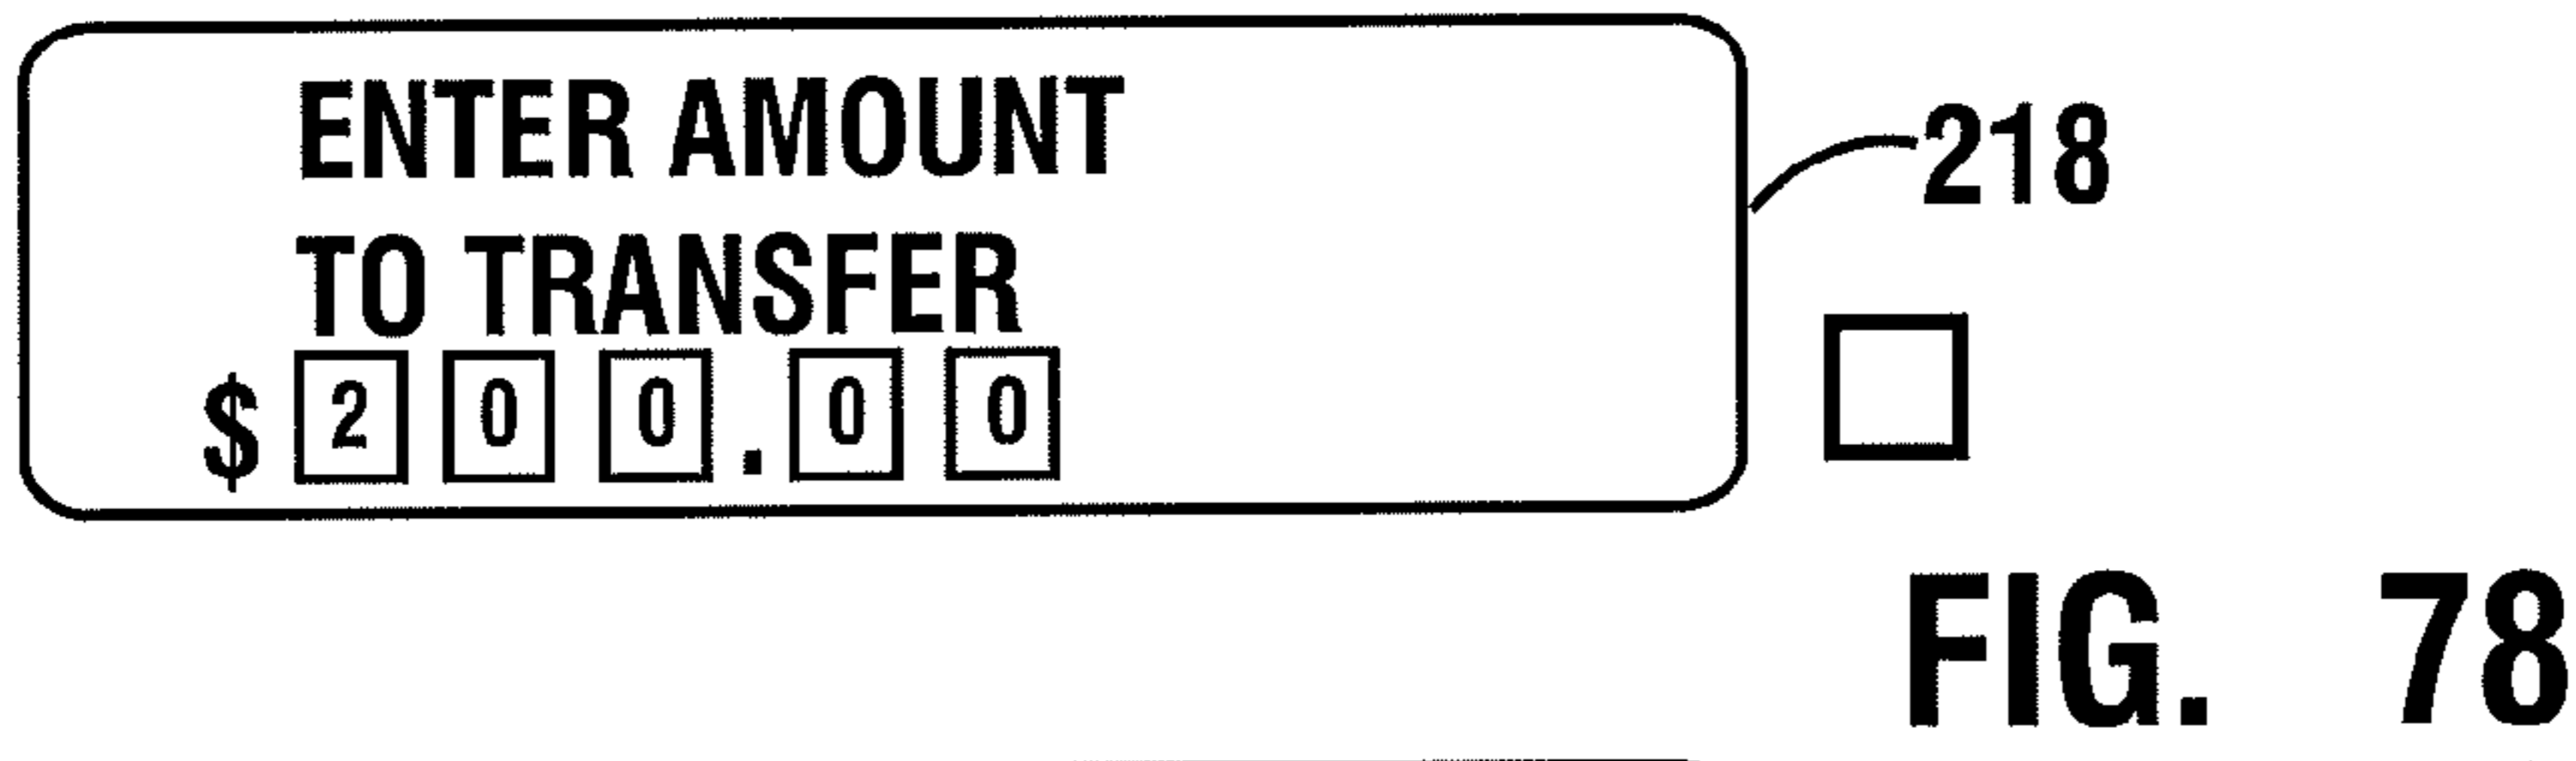 ENTER AMOUNT
TO TRANSFER
$ 2 0 0 . 0 0
218
FIG. 78